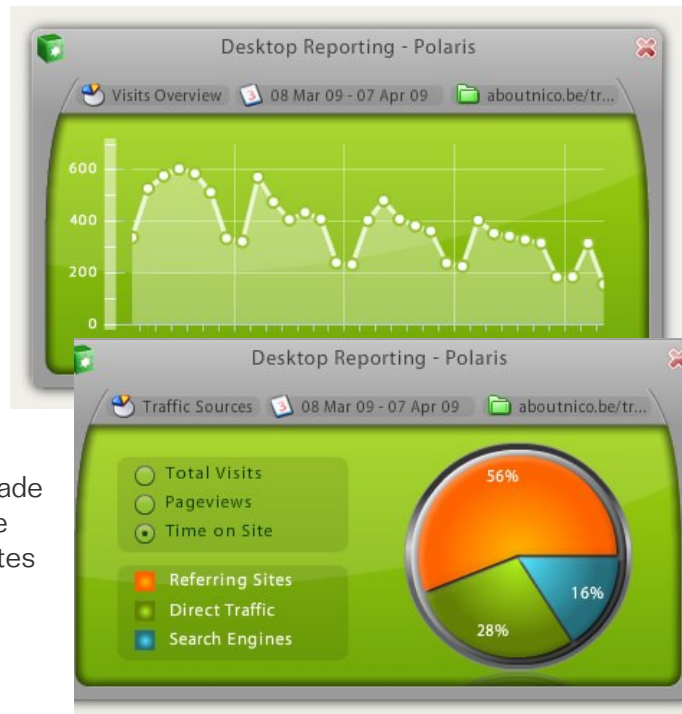 Desktop Reporting - Polaris
Visits Overview 3 08 Mar 09 - 07 Apr 09 aboutnico.be/tr...
600
400
200
0
Desktop Reporting - Polaris
Traffic Sources 3 08 Mar 09 - 07 Apr 09 aboutnico.be/tr...
Total Visits
Pageviews
Time on Site
Referring Sites
Direct Traffic
Search Engines
56%
16%
28%